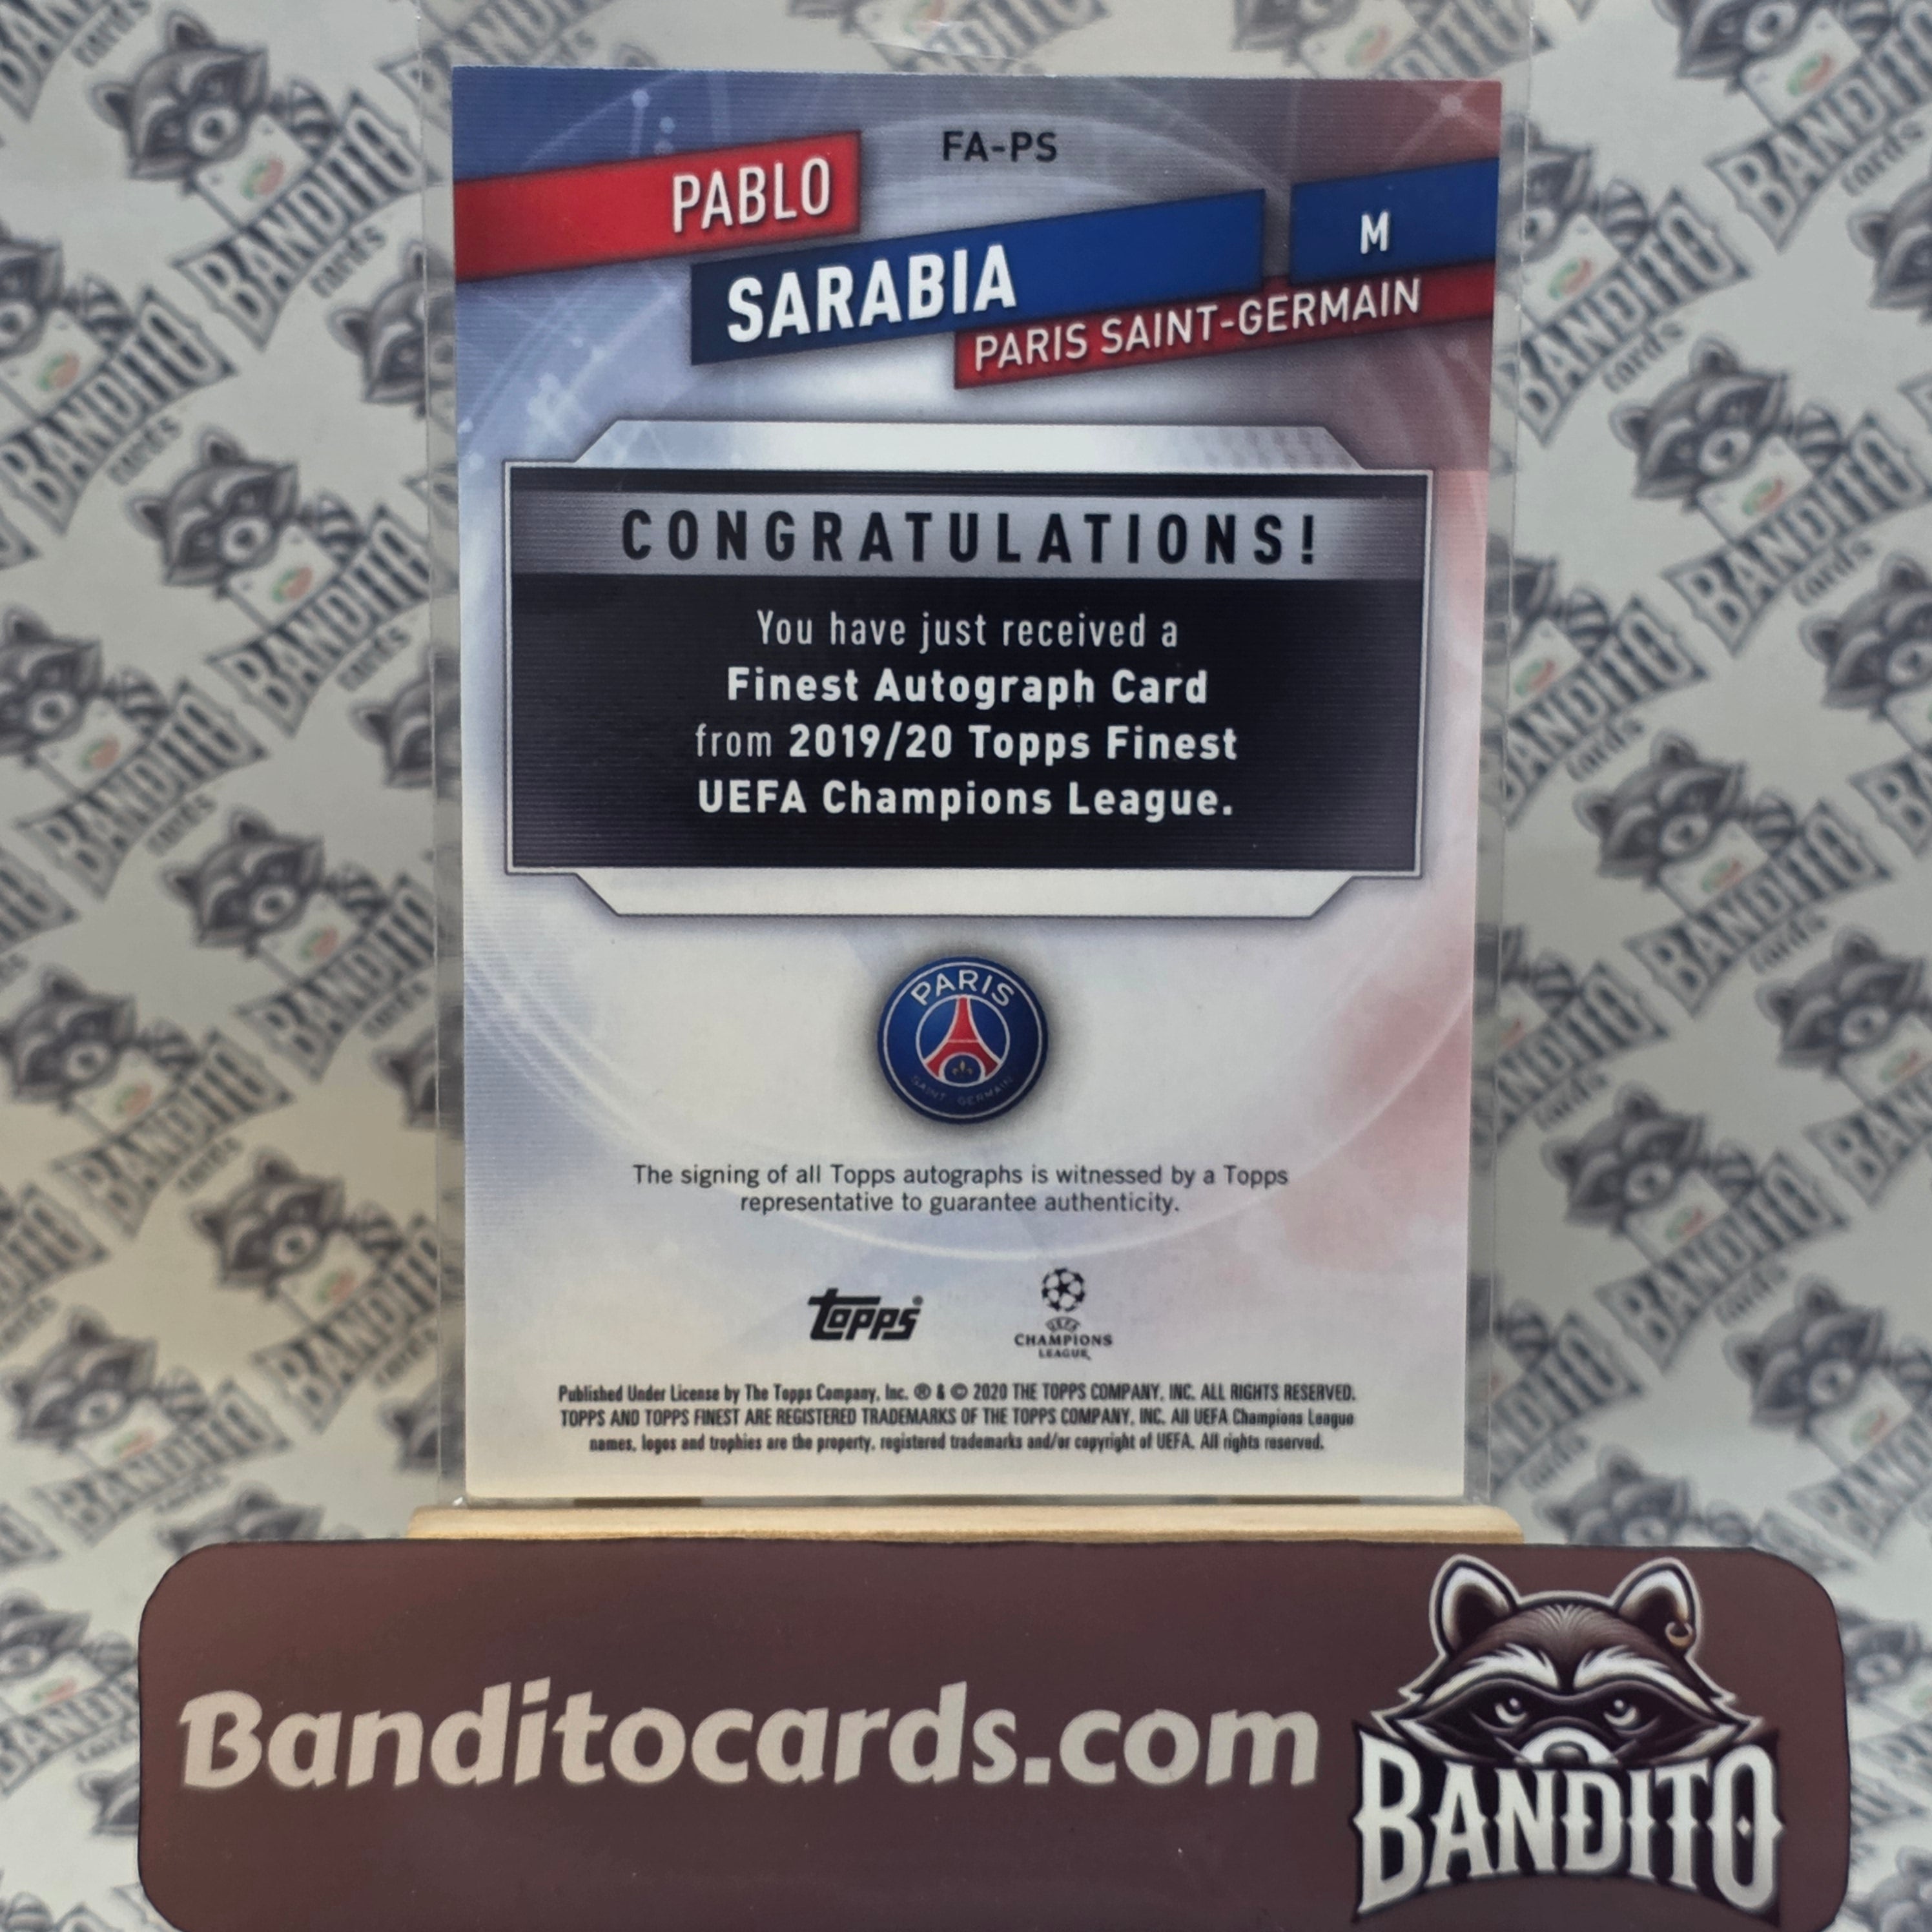 FA-PS
PABLO
SARABIA
M
PARIS SAINT-GERMAIN
CONGRATULATIONS!
You have just received a
Finest Autograph Card
from 2019/20 Topps Finest
UEFA Champions League.
PARIS
SAINT-GERMAIN
The signing of all Topps autographs is witnessed by a Topps
representative to guarantee authenticity.
Topps
UEFA
CHAMPIONS
LEAGUE
Published Under License by The Topps Company, Inc. ® & © 2020 THE TOPPS COMPANY, INC. ALL RIGHTS RESERVED.
TOPPS AND TOPPS FINEST ARE REGISTERED TRADEMARKS OF THE TOPPS COMPANY, INC. All UEFA Champions League
names, logos and trophies are the property, registered trademarks and/or copyright of UEFA. All rights reserved.
Banditocards.com
BANDITO